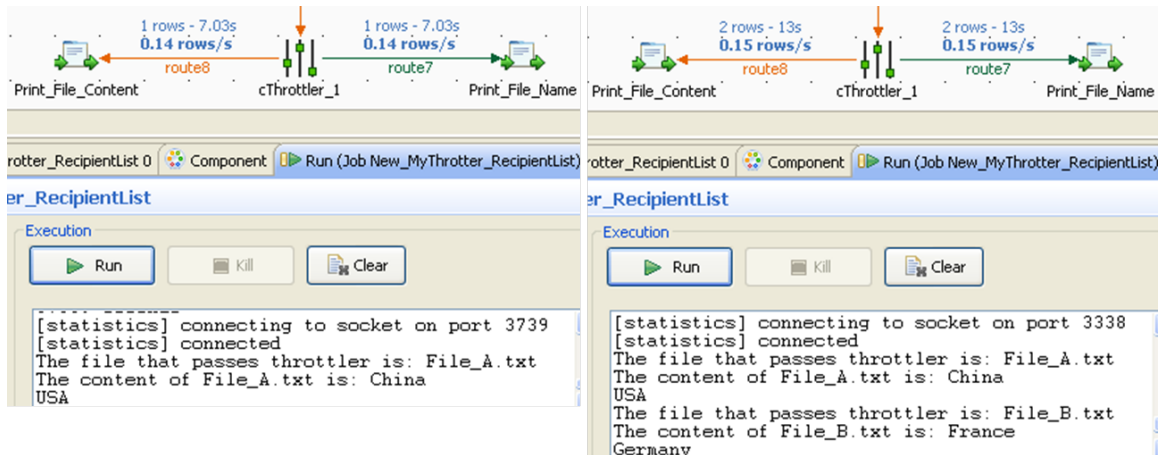 1 rows - 7.03s
0.14 rows/s
route8
1 rows - 7.03s
0.14 rows/s
route7
Print_File_Content
cThrottler_1
Print_File_Name
rotter_RecipientList 0
Component
Run (Job New_MyThrotter_RecipientList)
er_RecipientList
Execution
Run
Kill
Clear
[statistics] connecting to socket on port 3739
[statistics] connected
The file that passes throttler is: File_A.txt
The content of File_A.txt is: China
USA
2 rows - 13s
0.15 rows/s
route8
2 rows - 13s
0.15 rows/s
route7
Print_File_Content
cThrottler_1
Print_File_Name
rotter_RecipientList 0
Component
Run (Job New_MyThrotter_RecipientList)
er_RecipientList
Execution
Run
Kill
Clear
[statistics] connecting to socket on port 3338
[statistics] connected
The file that passes throttler is: File_A.txt
The content of File_A.txt is: China
USA
The file that passes throttler is: File_B.txt
The content of File_B.txt is: France
Germany